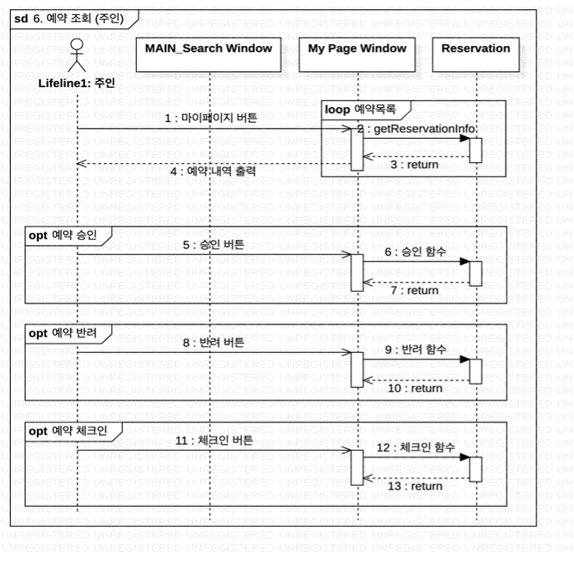 sd 6. 예약 조회 (주인)
MAIN_Search Window
My Page Window
Reservation
Lifeline1: 주인
loop 예약목록
1 : 마이페이지 버튼
2 : getReservationInfo
3 : return
4 : 예약 내역 출력
opt 예약 승인
5 : 승인 버튼
6 : 승인 함수
7 : return
opt 예약 반려
8 : 반려 버튼
9 : 반려 함수
10 : return
opt 예약 체크인
11 : 체크인 버튼
12 : 체크인 함수
13 : return
UNREGISTERED